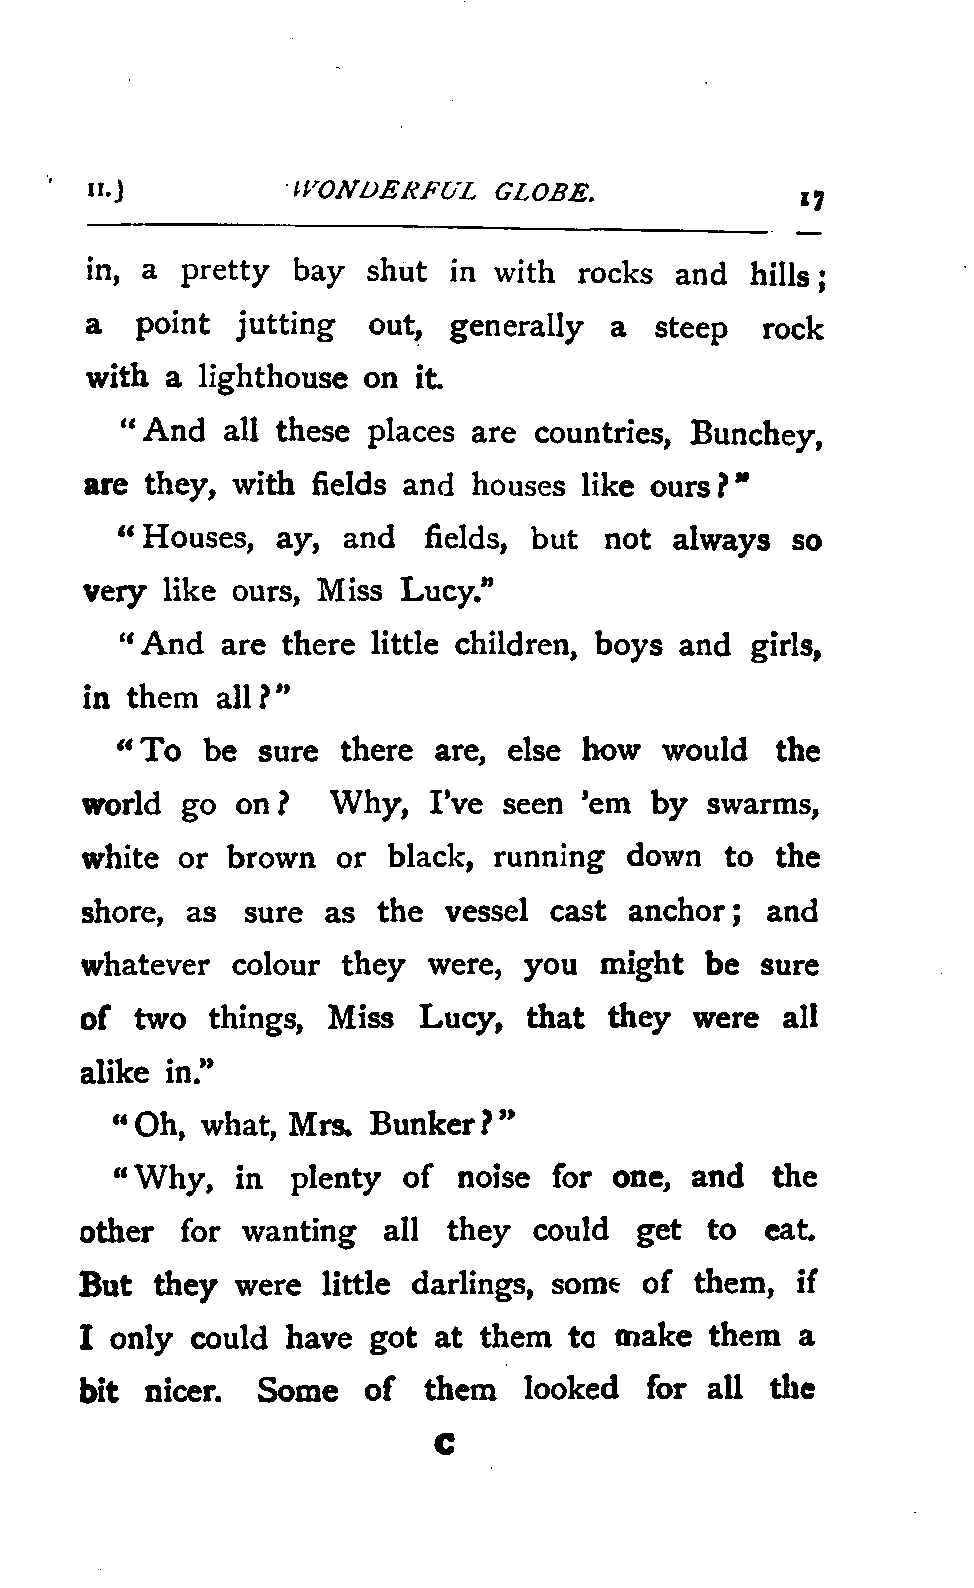 II.] WONDERFUL GLOBE. 17
in, a pretty bay shut in with rocks and hills;
a point jutting out, generally a steep rock
with a lighthouse on it.
"And all these places are countries, Bunchey,
are they, with fields and houses like ours?"
"Houses, ay, and fields, but not always so
very like ours, Miss Lucy."
"And are there little children, boys and girls,
in them all?"
"To be sure there are, else how would the
world go on? Why, I've seen 'em by swarms,
white or brown or black, running down to the
shore, as sure as the vessel cast anchor; and
whatever colour they were, you might be sure
of two things, Miss Lucy, that they were all
alike in."
"Oh, what, Mrs. Bunker?"
"Why, in plenty of noise for one, and the
other for wanting all they could get to eat.
But they were little darlings, some of them, if
I only could have got at them to make them a
bit nicer. Some of them looked for all the
C